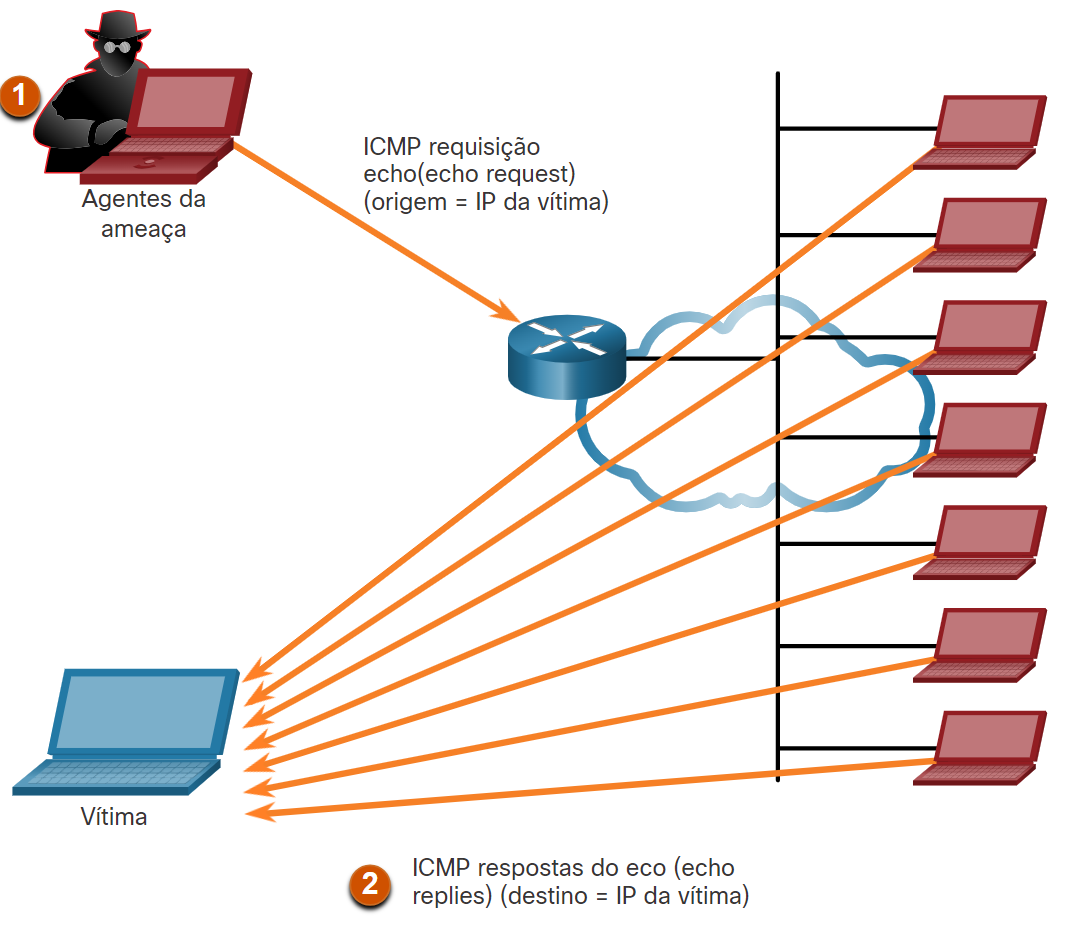 1
Agentes da
ameaça
ICMP requisição
echo(echo request)
(origem = IP da vítima)
Vítima
2
ICMP respostas do eco (echo
replies) (destino = IP da vítima)